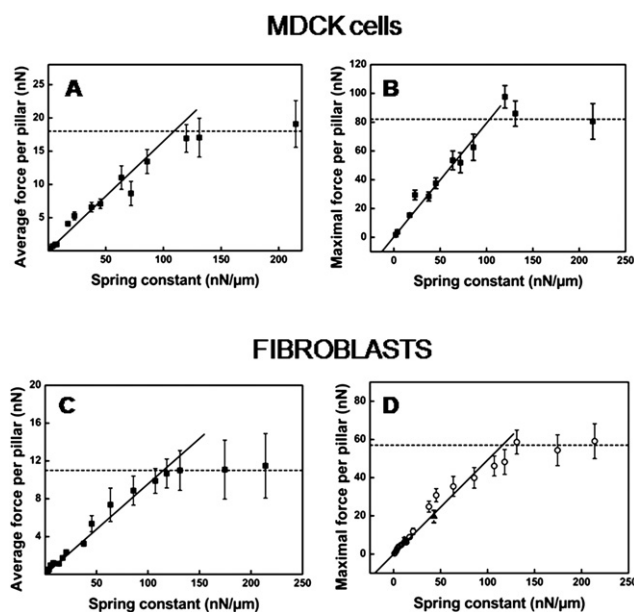 MDCK cells
A
Average force per pillar (nN)
25
20
15
10
5
0 50 100 150 200
Spring constant (nN/µm)
B
Maximal force per pillar (nN)
120
100
80
60
40
20
0
0 50 100 150 200 250
Spring constant (nN/µm)
FIBROBLASTS
C
Average force per pillar (nN)
20
16
12
8
4
0 50 100 150 200 250
Spring constant (nN/µm)
D
Maximal force per pillar (nN)
80
60
40
20
0
0 50 100 150 200 250
Spring constant (nN/µm)